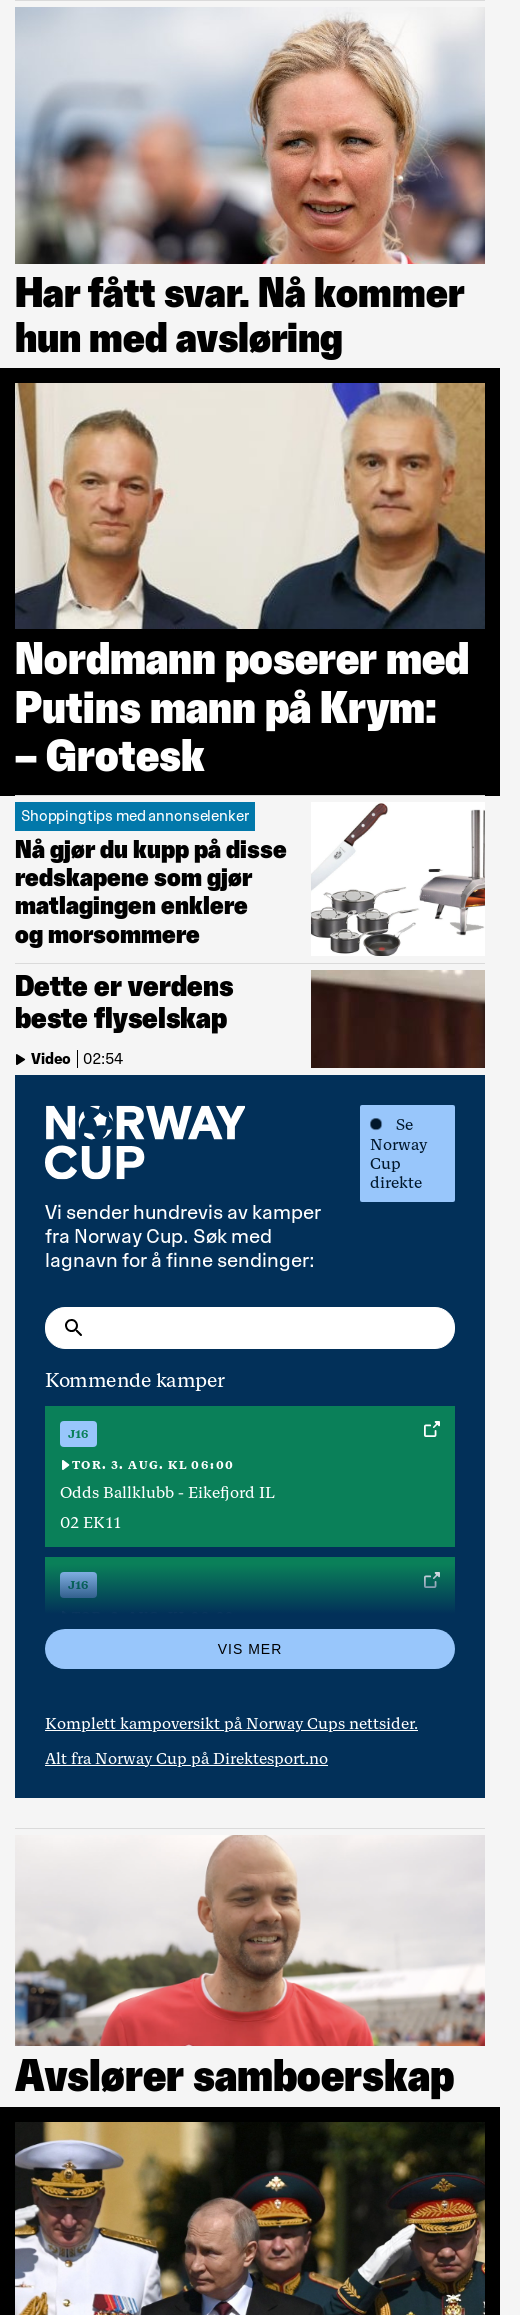 Har fått svar. Nå kommer
hun med avsløring
Nordmann poserer med
Putins mann på Krym:
– Grotesk
Shoppingtips med annonselenker
Nå gjør du kupp på disse
redskapene som gjør
matlagingen enklere
og morsommere
Dette er verdens
beste flyselskap
Video | 02:54
NORWAY
CUP
Se
Norway
Cup
direkte
Vi sender hundrevis av kamper
fra Norway Cup. Søk med
lagnavn for å finne sendinger:
Kommende kamper
J16
TOR. 3. AUG. KL 06:00
Odds Ballklubb - Eikefjord IL
02 EK11
J16
VIS MER
Komplett kampoversikt på Norway Cups nettsider.
Alt fra Norway Cup på Direktesport.no
Avslører samboerskap